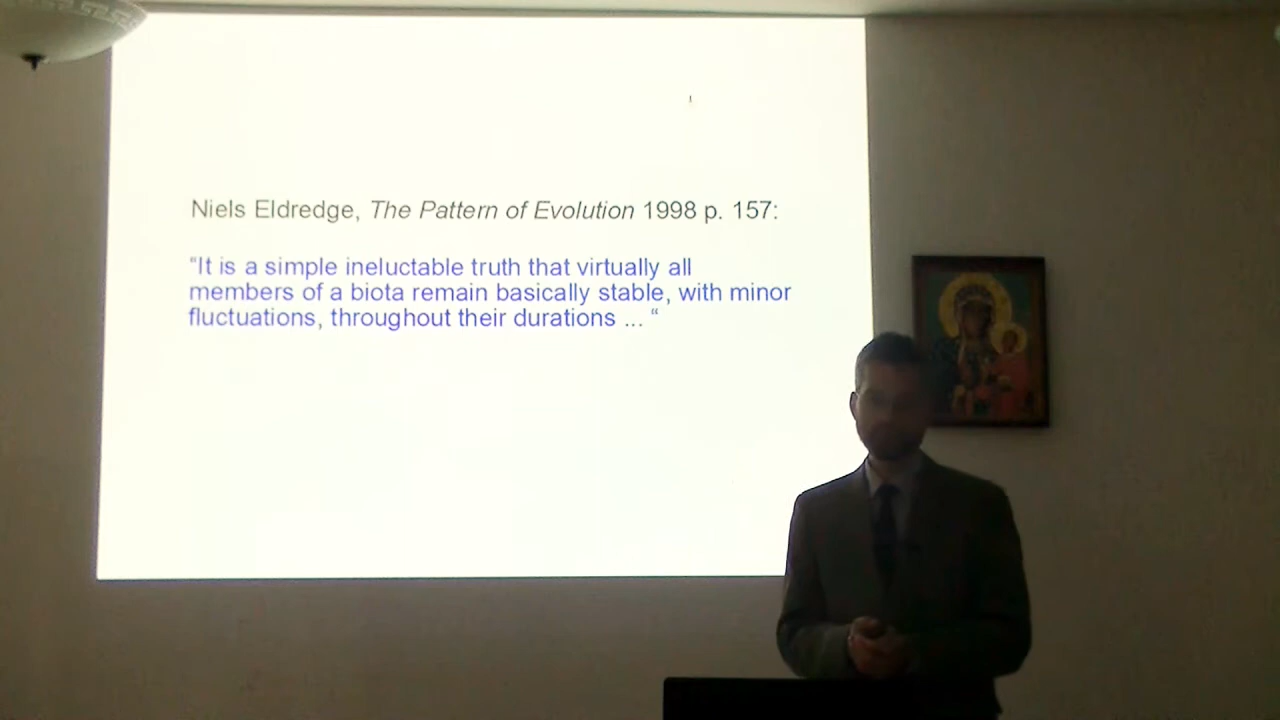 Niels Eldredge, The Pattern of Evolution 1998 p. 157:
“It is a simple ineluctable truth that virtually all
members of a biota remain basically stable, with minor
fluctuations, throughout their durations ... “